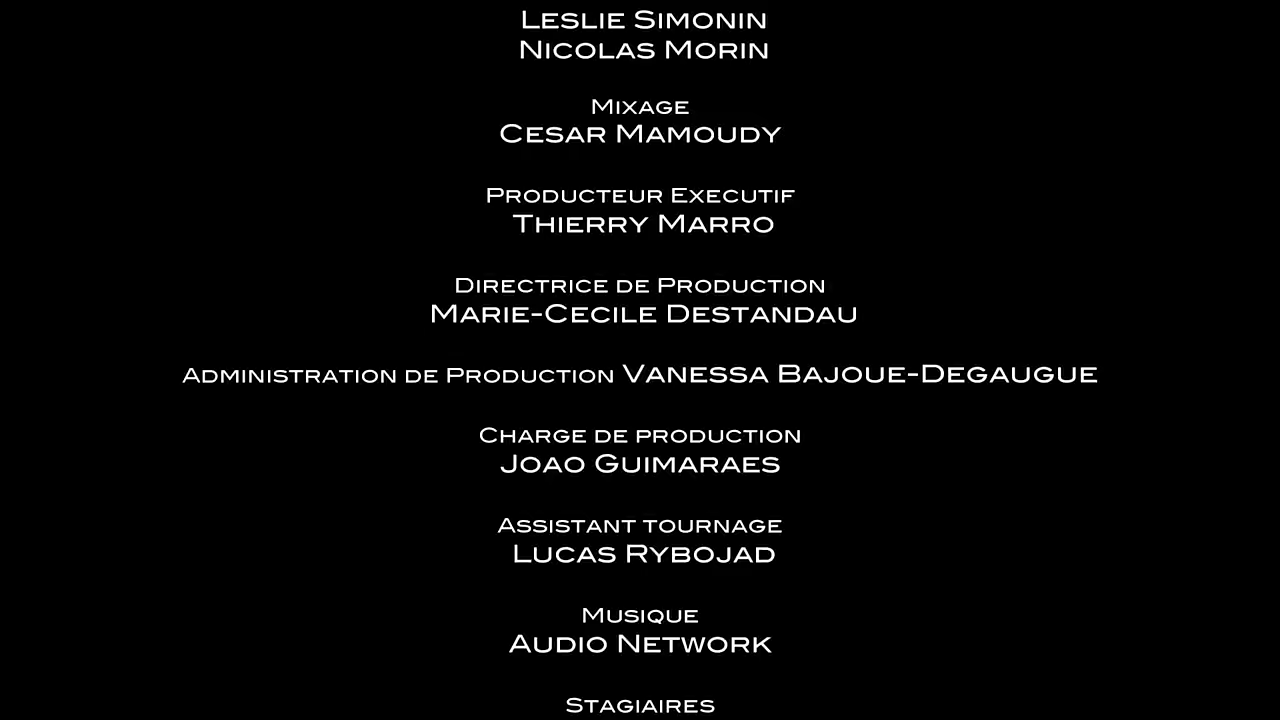 Leslie Simonin
Nicolas Morin
Mixage
Cesar Mamoudy
Producteur Executif
Thierry Marro
Directrice de Production
Marie-Cecile Destandau
Administration de Production Vanessa Bajoue-Degaugue
Charge de production
Joao Guimaraes
Assistant tournage
Lucas Rybojad
Musique
Audio Network
Stagiaires